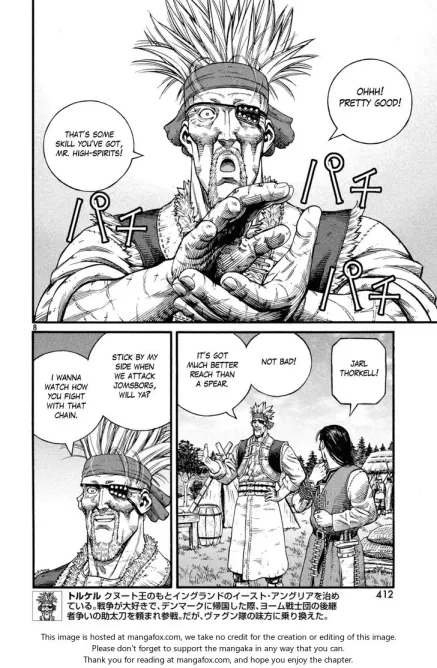 OHHH!
PRETTY GOOD!
THAT'S SOME
SKILL YOU'VE GOT,
MR. HIGH-SPIRITS!
パチ
パチ
パチ
8
JARL
THORKELL!
NOT BAD!
IT'S GOT
MUCH BETTER
REACH THAN
A SPEAR.
STICK BY MY
SIDE WHEN
WE ATTACK
JOMSBORG,
WILL YA?
I WANNA
WATCH HOW
YOU FIGHT
WITH THAT
CHAIN.
412
トルケル クヌート王のもとイングランドのイースト・アングリアを治め
ている。戦争が大好きで、デンマークに帰国した際、ヨーム戦士団の後継
者争いの助太刀を頼まれ参戦。だが、ヴァグン隊の味方に乗り換えた。
This image is hosted at mangafox.com, we take no credit for the creation or editing of this image.
Please don't forget to support the mangaka in any way that you can.
Thank you for reading at mangafox.com, and hope you enjoy the chapter.